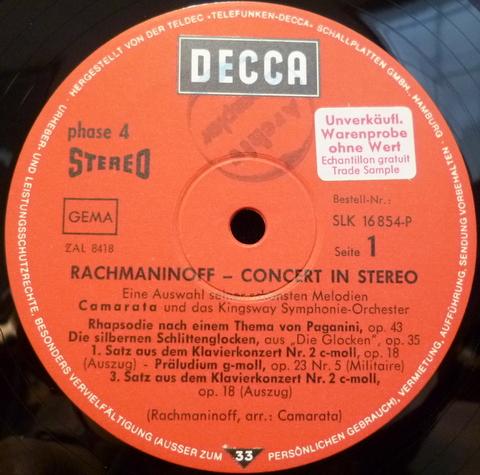 HERGESTELLT VON DER TELDEC »TELEFUNKEN-DECCA« SCHALLPLATTEN GMBH., HAMBURG ·
URHEBER- UND LEISTUNGSSCHUTZRECHTE, BESONDERS VERVIELFÄLTIGUNG (AUSSER ZUM PERSÖNLICHEN GEBRAUCH), VERMIETUNG, AUFFÜHRUNG, SENDUNG VORBEHALTEN
DECCA
phase 4
STEREO
Archiv
Unverkäufl.
Warenprobe
ohne Wert
Echantillon gratuit
Trade Sample
Bestell-Nr.:
SLK 16 854-P
GEMA
ZAL 8418
Seite 1
RACHMANINOFF – CONCERT IN STEREO
Eine Auswahl seiner schönsten Melodien
Camarata und das Kingsway Symphonie-Orchester
Rhapsodie nach einem Thema von Paganini, op. 43
Die silbernen Schlittenglocken, aus „Die Glocken", op. 35
1. Satz aus dem Klavierkonzert Nr. 2 c-moll, op. 18
(Auszug) - Präludium g-moll, op. 23 Nr. 5 (Militaire)
3. Satz aus dem Klavierkonzert Nr. 2 c-moll,
op. 18 (Auszug)
(Rachmaninoff, arr.: Camarata)
33